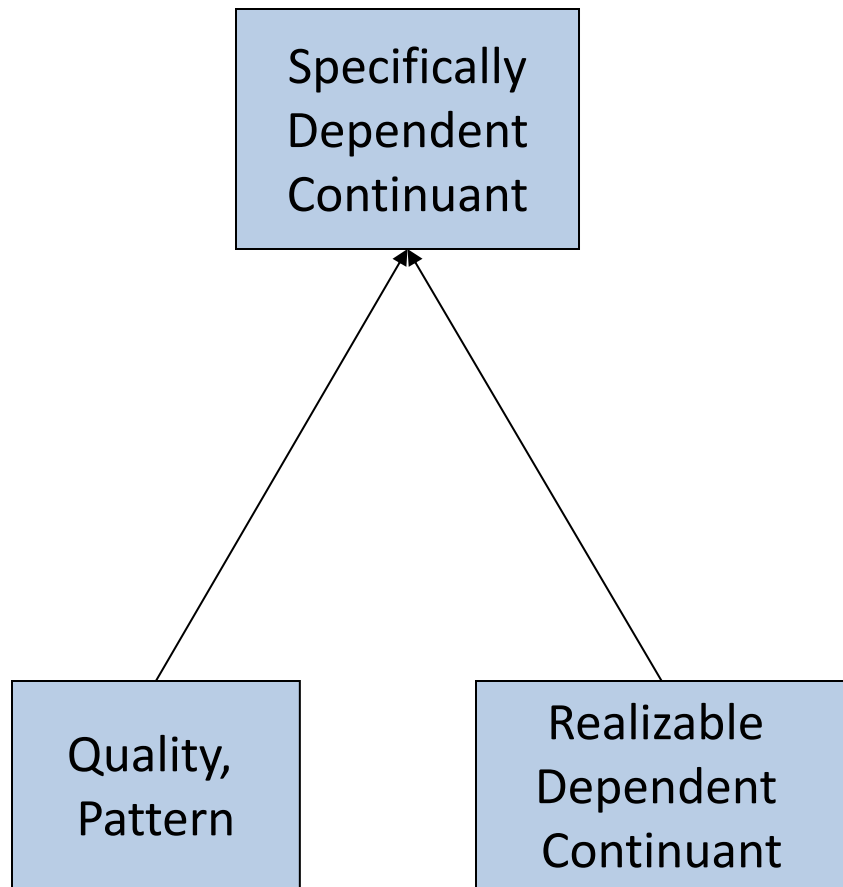 Specifically
Dependent
Continuant
Quality,
Pattern
Realizable
Dependent
Continuant